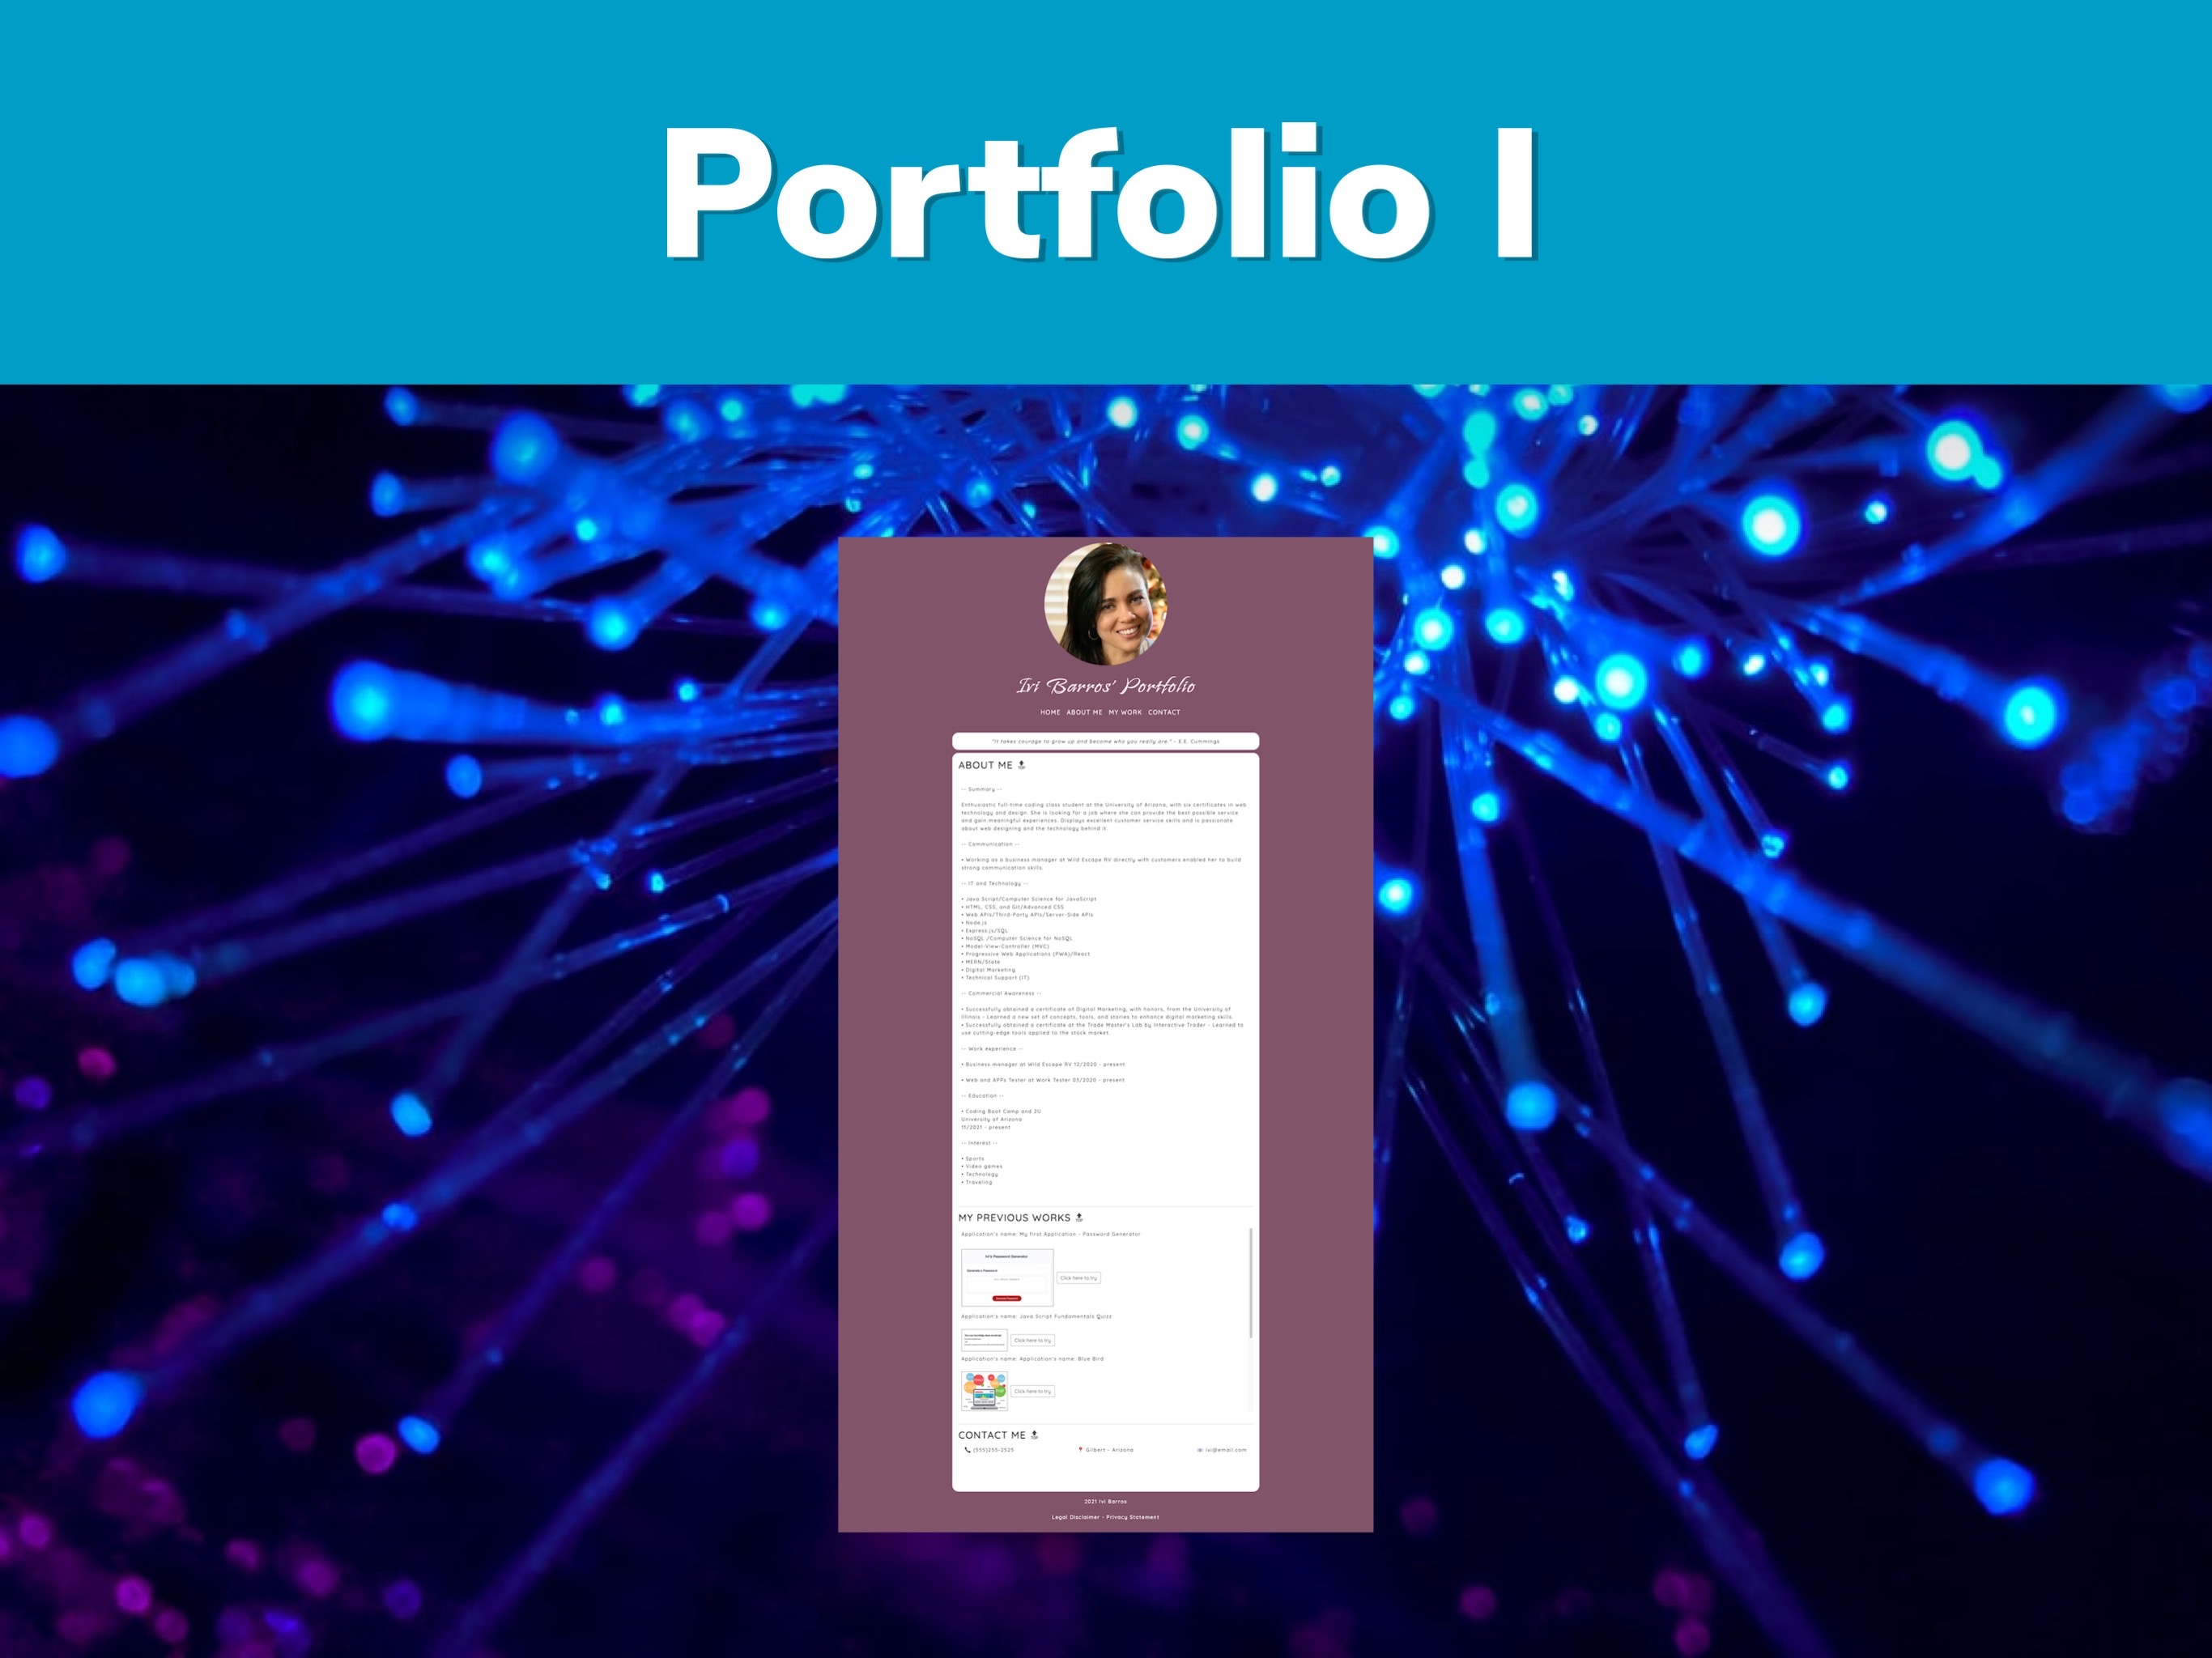 Portfolio I
Ivi Barros' Portfolio
HOME ABOUT ME MY WORK CONTACT
"It takes courage to grow up and become who you really are." - E.E. Cummings
ABOUT ME
-- Summary --
Enthusiastic full-time coding class student at the University of Arizona, with six certificates in web
technology and design. She is looking for a job where she can provide the best possible service
and gain meaningful experiences. Displays excellent customer service skills and is passionate
about web designing and the technology behind it.
-- Communication --
• Working as a business manager at Wild Escape RV directly with customers enabled her to build
strong communication skills.
-- IT and Technology --
• Java Script/Computer Science for JavaScript
• HTML, CSS, and Git/Advanced CSS
• Web APIs/Third-Party APIs/Server-Side APIs
• Node.js
• Express.js/SQL
• NoSQL /Computer Science for NoSQL
• Model-View-Controller (MVC)
• Progressive Web Applications (PWA)/React
• MERN/State
• Digital Marketing
• Technical Support (IT)
-- Commercial Awareness --
• Successfully obtained a certificate of Digital Marketing, with honors, from the University of
Illinois - Learned a new set of concepts, tools, and stories to enhance digital marketing skills.
• Successfully obtained a certificate at the Trade Master's Lab by Interactive Trader - Learned to
use cutting-edge tools applied to the stock market.
-- Work experience --
• Business manager at Wild Escape RV 12/2020 - present
• Web and APPs Tester at Work Tester 05/2020 - present
-- Education --
• Coding Boot Camp and 2U
University of Arizona
11/2021 - present
-- Interest --
• Sports
• Video games
• Technology
• Traveling
MY PREVIOUS WORKS
Application's name: My first Application - Password Generator
Ivi's Password Generator
Generate a Password
Click here to try
Application's name: Java Script Fundamentals Quizz
Click here to try
Application's name: Application's name: Blue Bird
Click here to try
CONTACT ME
(555)255-2525 Gilbert - Arizona ivi@email.com
2021 Ivi Barros
Legal Disclaimer - Privacy Statement